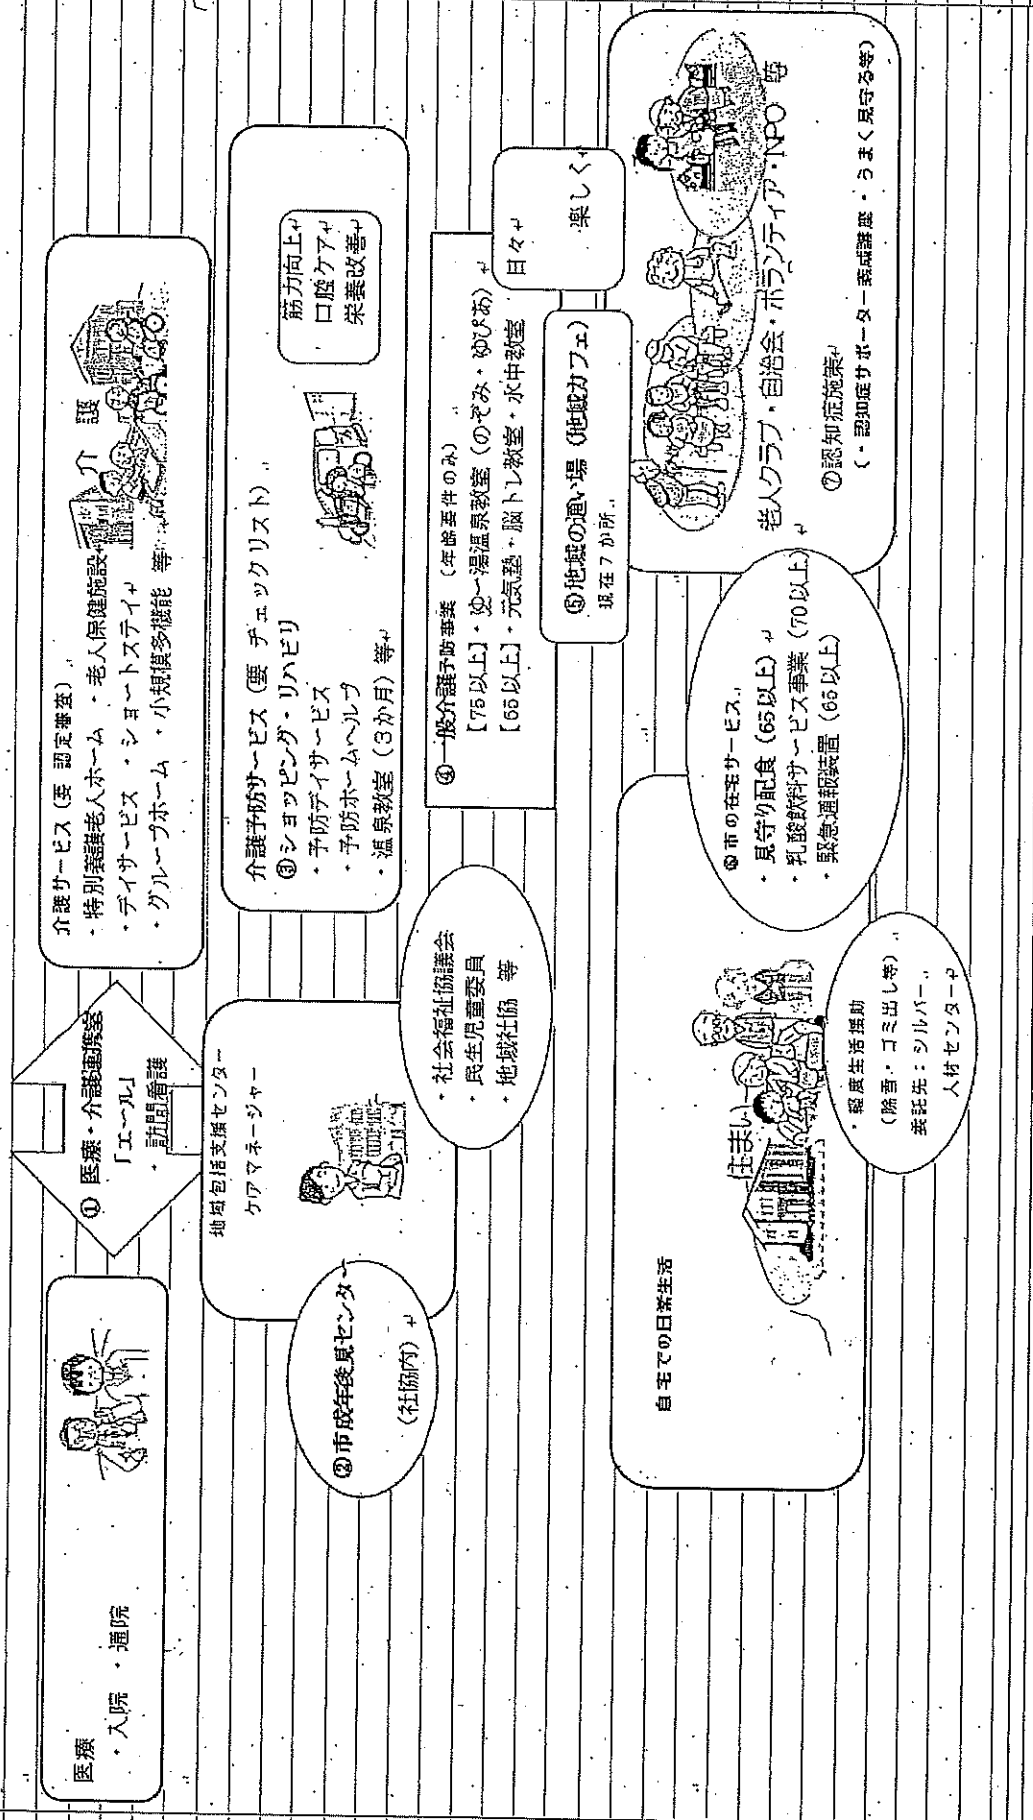 医療
・入院 ・通院
① 医療・介護連携室
「エール」
・訪問看護
介護サービス（要 認定審査）
・特別養護老人ホーム ・老人保健施設
・デイサービス ・ショートステイ
・グループホーム ・小規模多機能 等
介 護
地域包括支援センター
ケアマネージャー
②市成年後見センター
（社協内）
介護予防サービス（要 チェックリスト）
③ショッピング・リハビリ
・予防デイサービス
・予防ホームヘルプ
・温泉教室（3か月）等
筋力向上
口腔ケア
栄養改善
・社会福祉協議会
・民生児童委員
・地域社協 等
④一般介護予防事業 （年齢要件のみ）
【75以上】・ゆ〜湯温泉教室（のぞみ・ゆぴあ）
【65以上】・元気塾・脳トレ教室・水中教室
日々
楽しく
⑤地域の通い場（地域カフェ）
現在7か所
自宅での日常生活
住まい
⑥市の在宅サービス
・見守り配食（65以上）
・乳酸飲料サービス事業（70以上）
・緊急通報装置（65以上）
・軽度生活援助
（除雪・ゴミ出し等）
委託先：シルバー
人材センター
老人クラブ・自治会・ボランティア・NPO 等
⑦認知症施策
（・認知症サポーター養成講座・うまく見守る等）